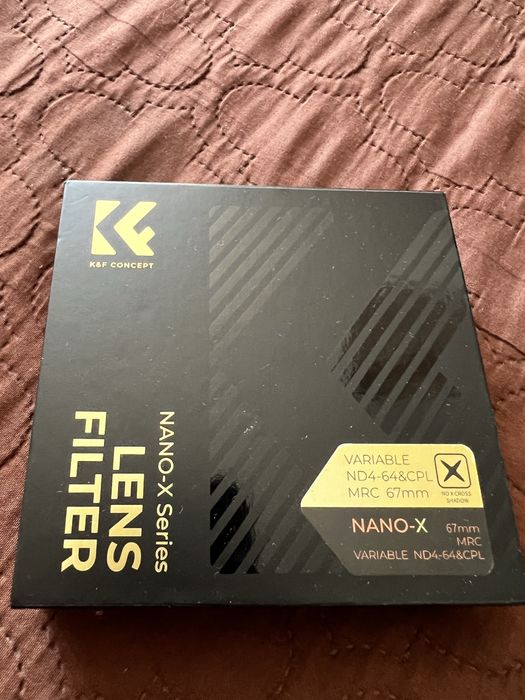 K&F CONCEPT
NANO-X Series
LENS
FILTER
VARIABLE
ND4-64&CPL
MRC 67mm
NO X CROSS
SHADOW
NANO-X 67mm
MRC
VARIABLE ND4-64&CPL